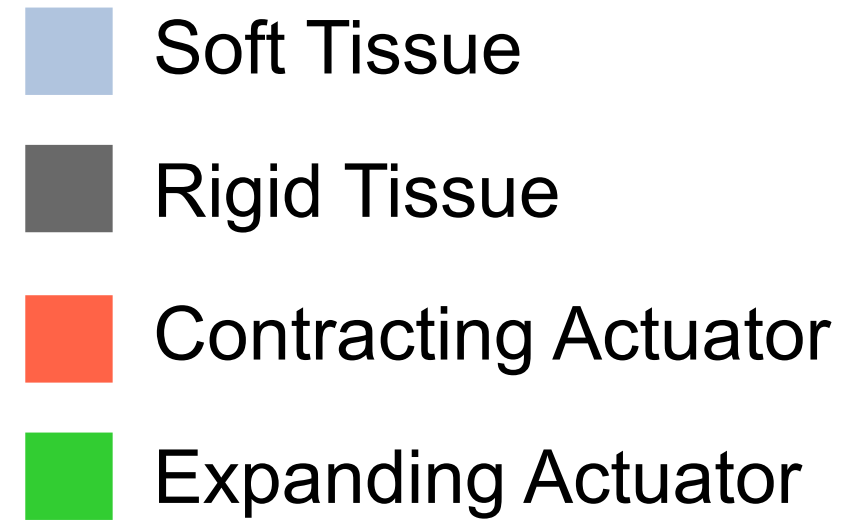 Soft Tissue
Rigid Tissue
Contracting Actuator
Expanding Actuator